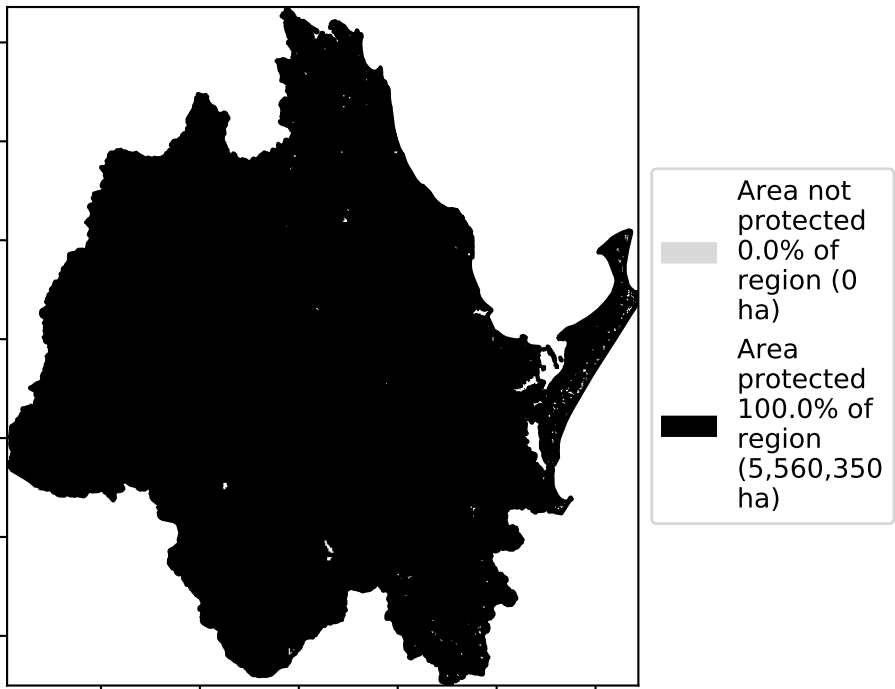 Area not
protected
0.0% of
region (0
ha)
Area
protected
100.0% of
region
(5,560,350
ha)